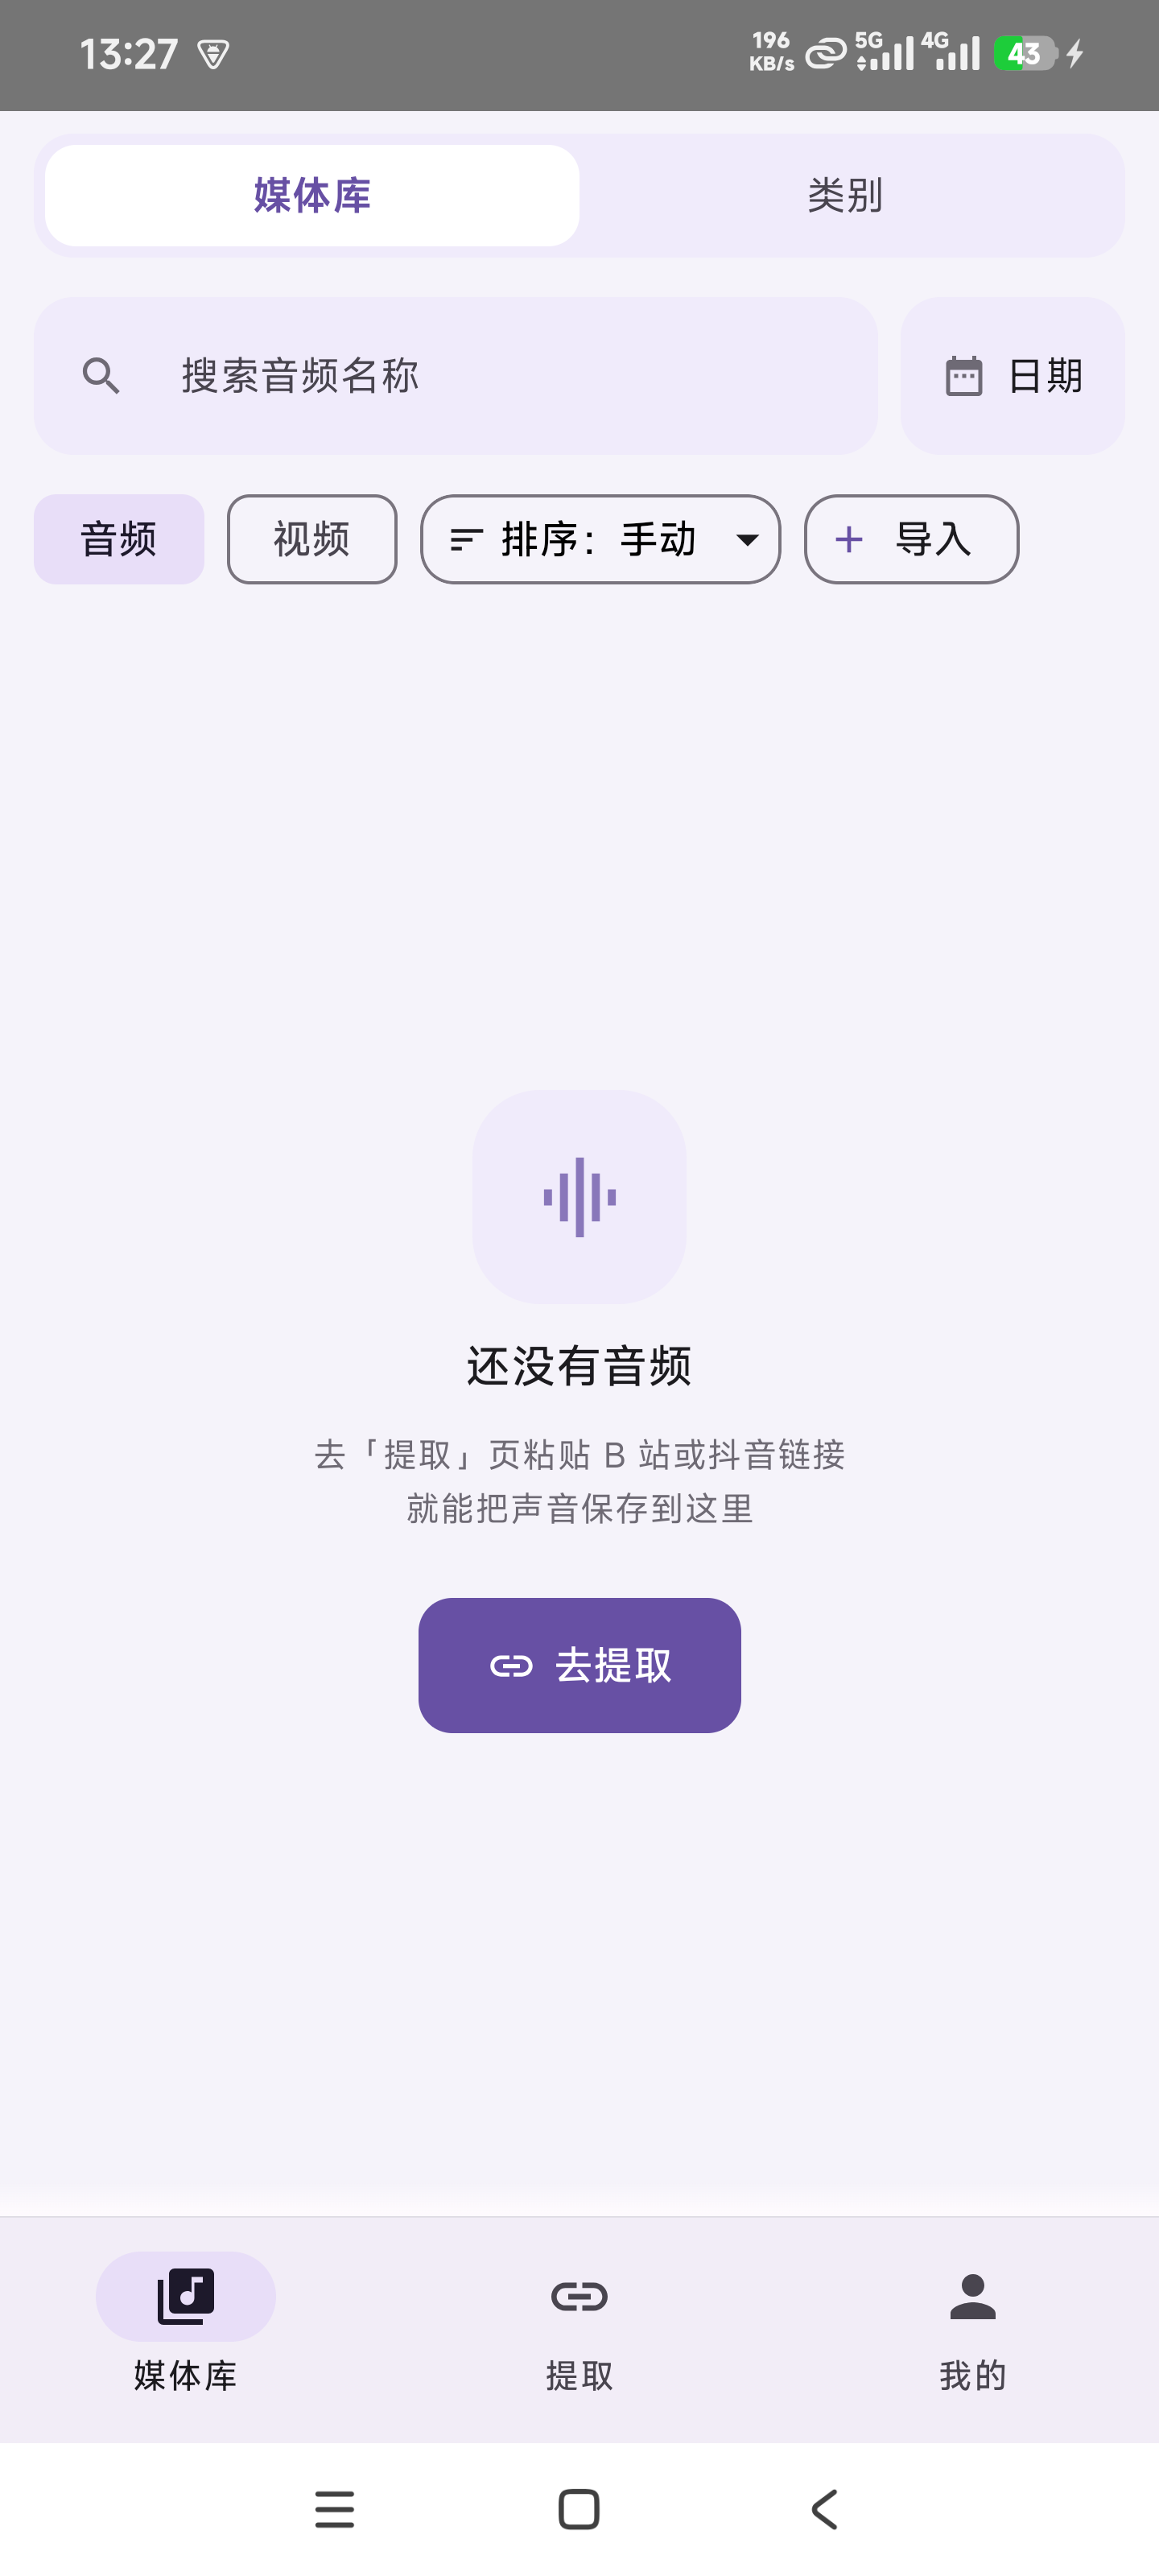 13:27
196 KB/s 5G 4G 43
媒体库 类别
搜索音频名称 日期
音频 视频 排序：手动 导入
还没有音频
去「提取」页粘贴 B 站或抖音链接
就能把声音保存到这里
去提取
媒体库 提取 我的